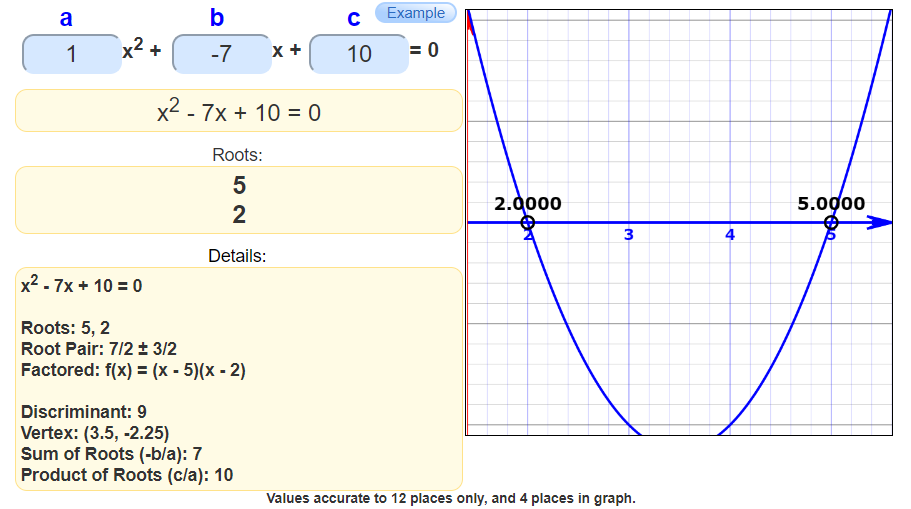 a b c Example
1 x² + -7 x + 10 = 0
x² - 7x + 10 = 0
Roots:
5
2
Details:
x² - 7x + 10 = 0
Roots: 5, 2
Root Pair: 7/2 ± 3/2
Factored: f(x) = (x - 5)(x - 2)
Discriminant: 9
Vertex: (3.5, -2.25)
Sum of Roots (-b/a): 7
Product of Roots (c/a): 10
2.0000 5.0000
2 3 4 5
Values accurate to 12 places only, and 4 places in graph.